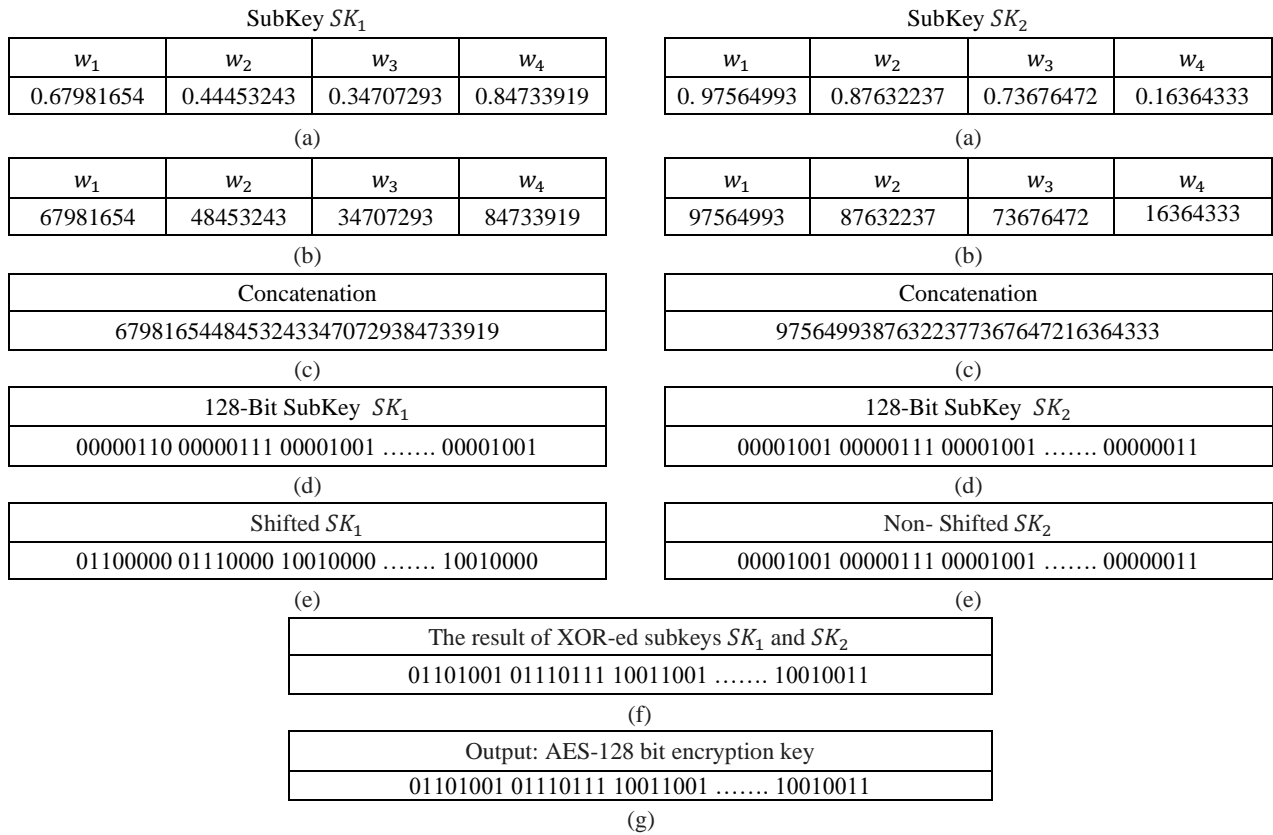 SubKey SK₁
w₁ w₂ w₃ w₄
0.67981654 0.44453243 0.34707293 0.84733919
(a)
w₁ w₂ w₃ w₄
67981654 48453243 34707293 84733919
(b)
Concatenation
67981654484532433470729384733919
(c)
128-Bit SubKey SK₁
00000110 00000111 00001001 ……. 00001001
(d)
Shifted SK₁
01100000 01110000 10010000 ……. 10010000
(e)
SubKey SK₂
w₁ w₂ w₃ w₄
0. 97564993 0.87632237 0.73676472 0.16364333
(a)
w₁ w₂ w₃ w₄
97564993 87632237 73676472 16364333
(b)
Concatenation
97564993876322377367647216364333
(c)
128-Bit SubKey SK₂
00001001 00000111 00001001 ……. 00000011
(d)
Non- Shifted SK₂
00001001 00000111 00001001 ……. 00000011
(e)
The result of XOR-ed subkeys SK₁ and SK₂
01101001 01110111 10011001 ……. 10010011
(f)
Output: AES-128 bit encryption key
01101001 01110111 10011001 ……. 10010011
(g)